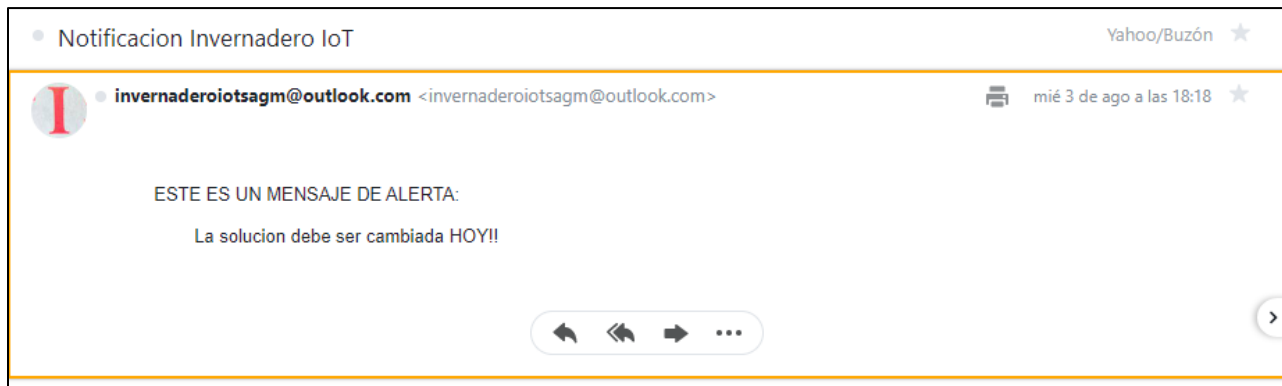 Notificacion Invernadero IoT Yahoo/Buzón
I invernaderoiotsagm@outlook.com <invernaderoiotsagm@outlook.com> mié 3 de ago a las 18:18
ESTE ES UN MENSAJE DE ALERTA:
La solucion debe ser cambiada HOY!!